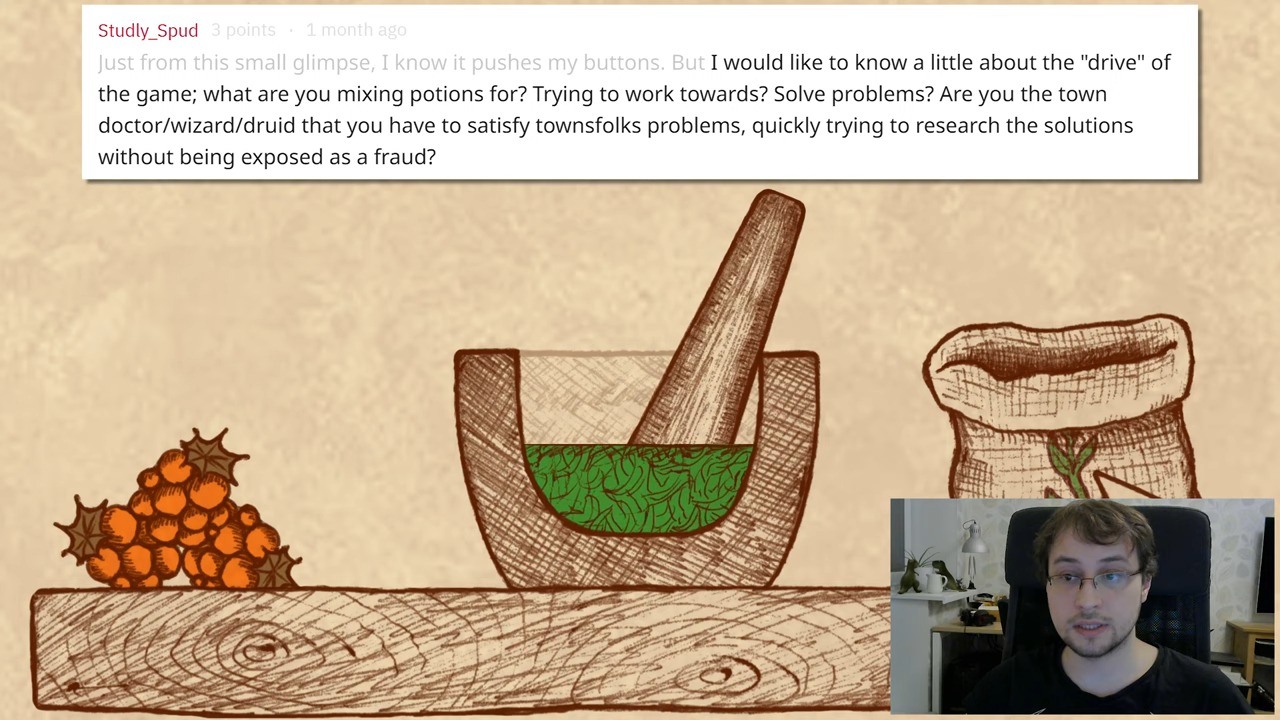 Studly_Spud 3 points · 1 month ago
Just from this small glimpse, I know it pushes my buttons. But I would like to know a little about the "drive" of
the game; what are you mixing potions for? Trying to work towards? Solve problems? Are you the town
doctor/wizard/druid that you have to satisfy townsfolks problems, quickly trying to research the solutions
without being exposed as a fraud?